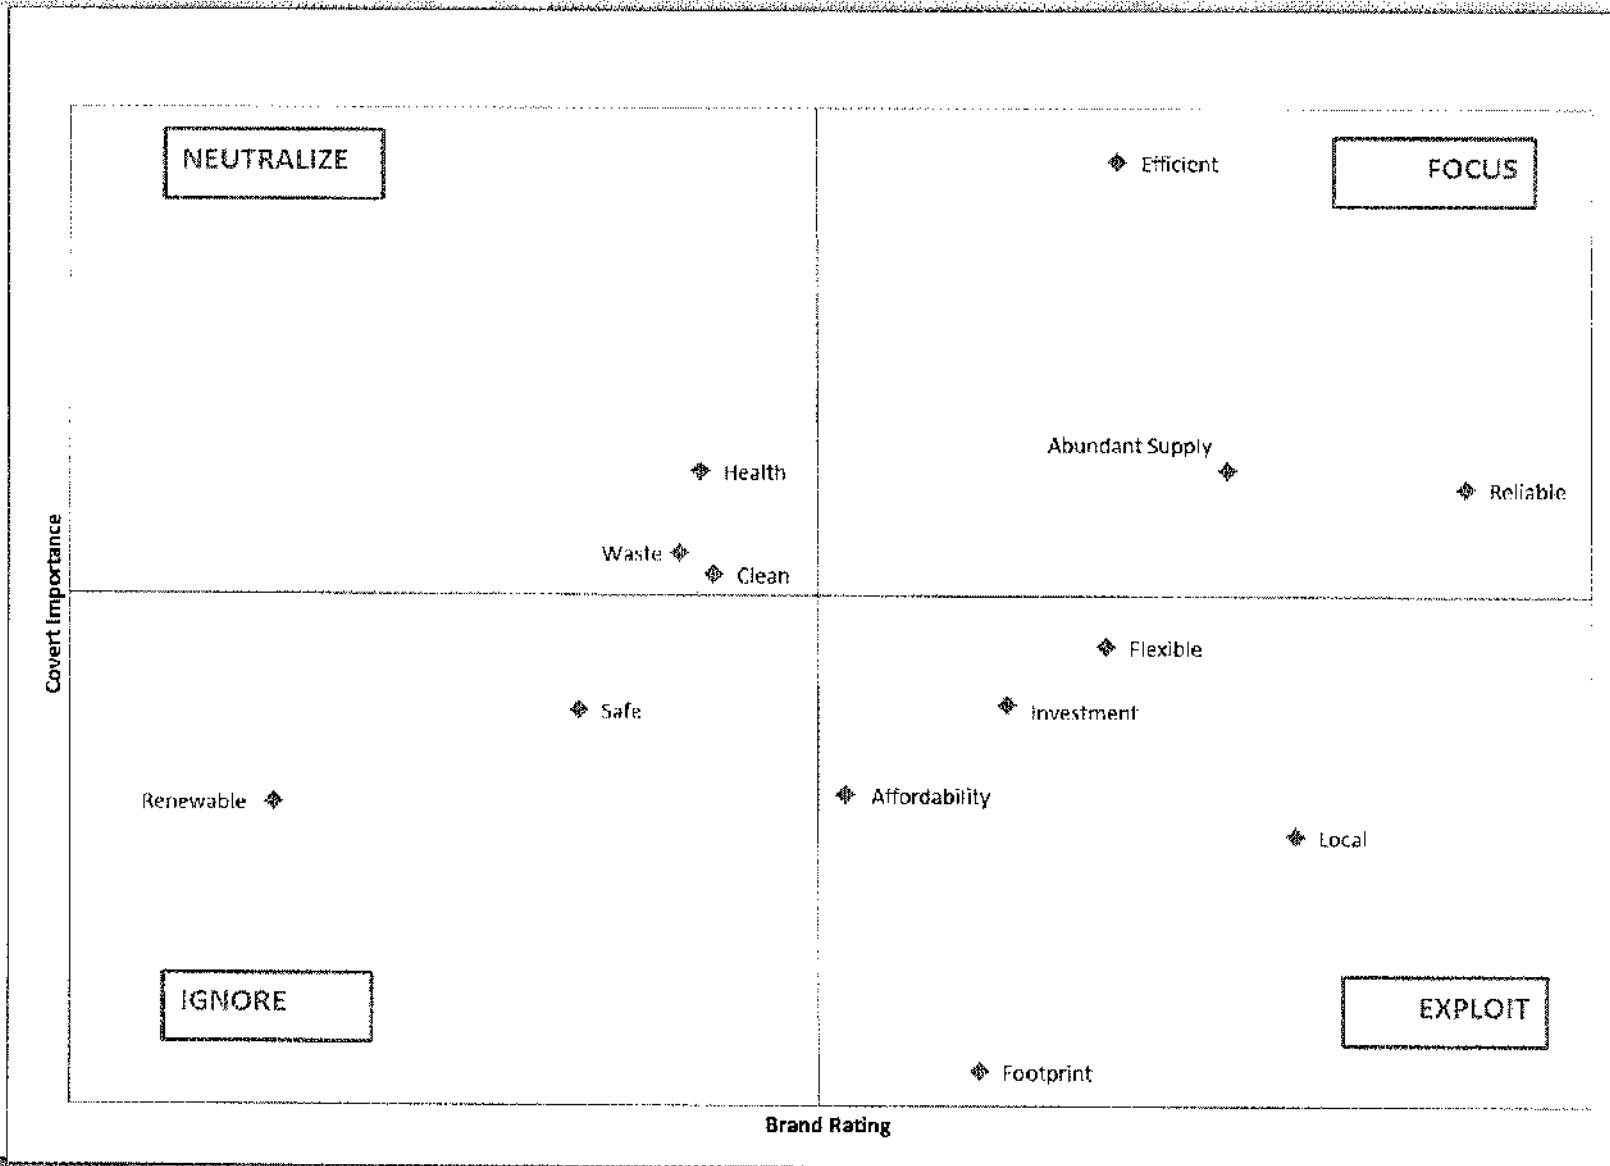 NEUTRALIZE
Efficient
FOCUS
Abundant Supply
Health
Reliable
Waste
Clean
Covert Importance
Flexible
Safe
Investment
Renewable
Affordability
Local
IGNORE
EXPLOIT
Footprint
Brand Rating